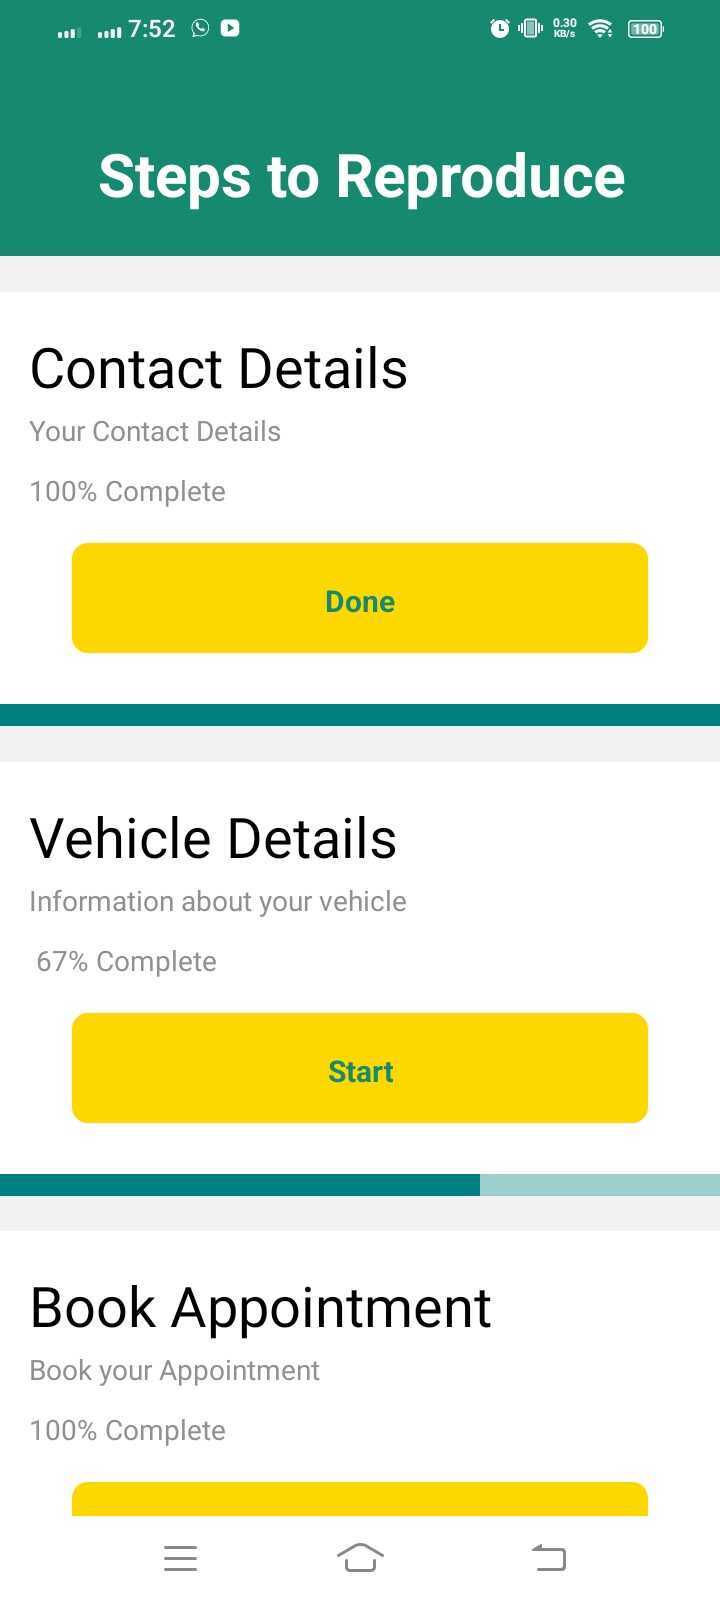 7:52 0.30 KB/s 100
Steps to Reproduce
Contact Details
Your Contact Details
100% Complete
Done
Vehicle Details
Information about your vehicle
67% Complete
Start
Book Appointment
Book your Appointment
100% Complete